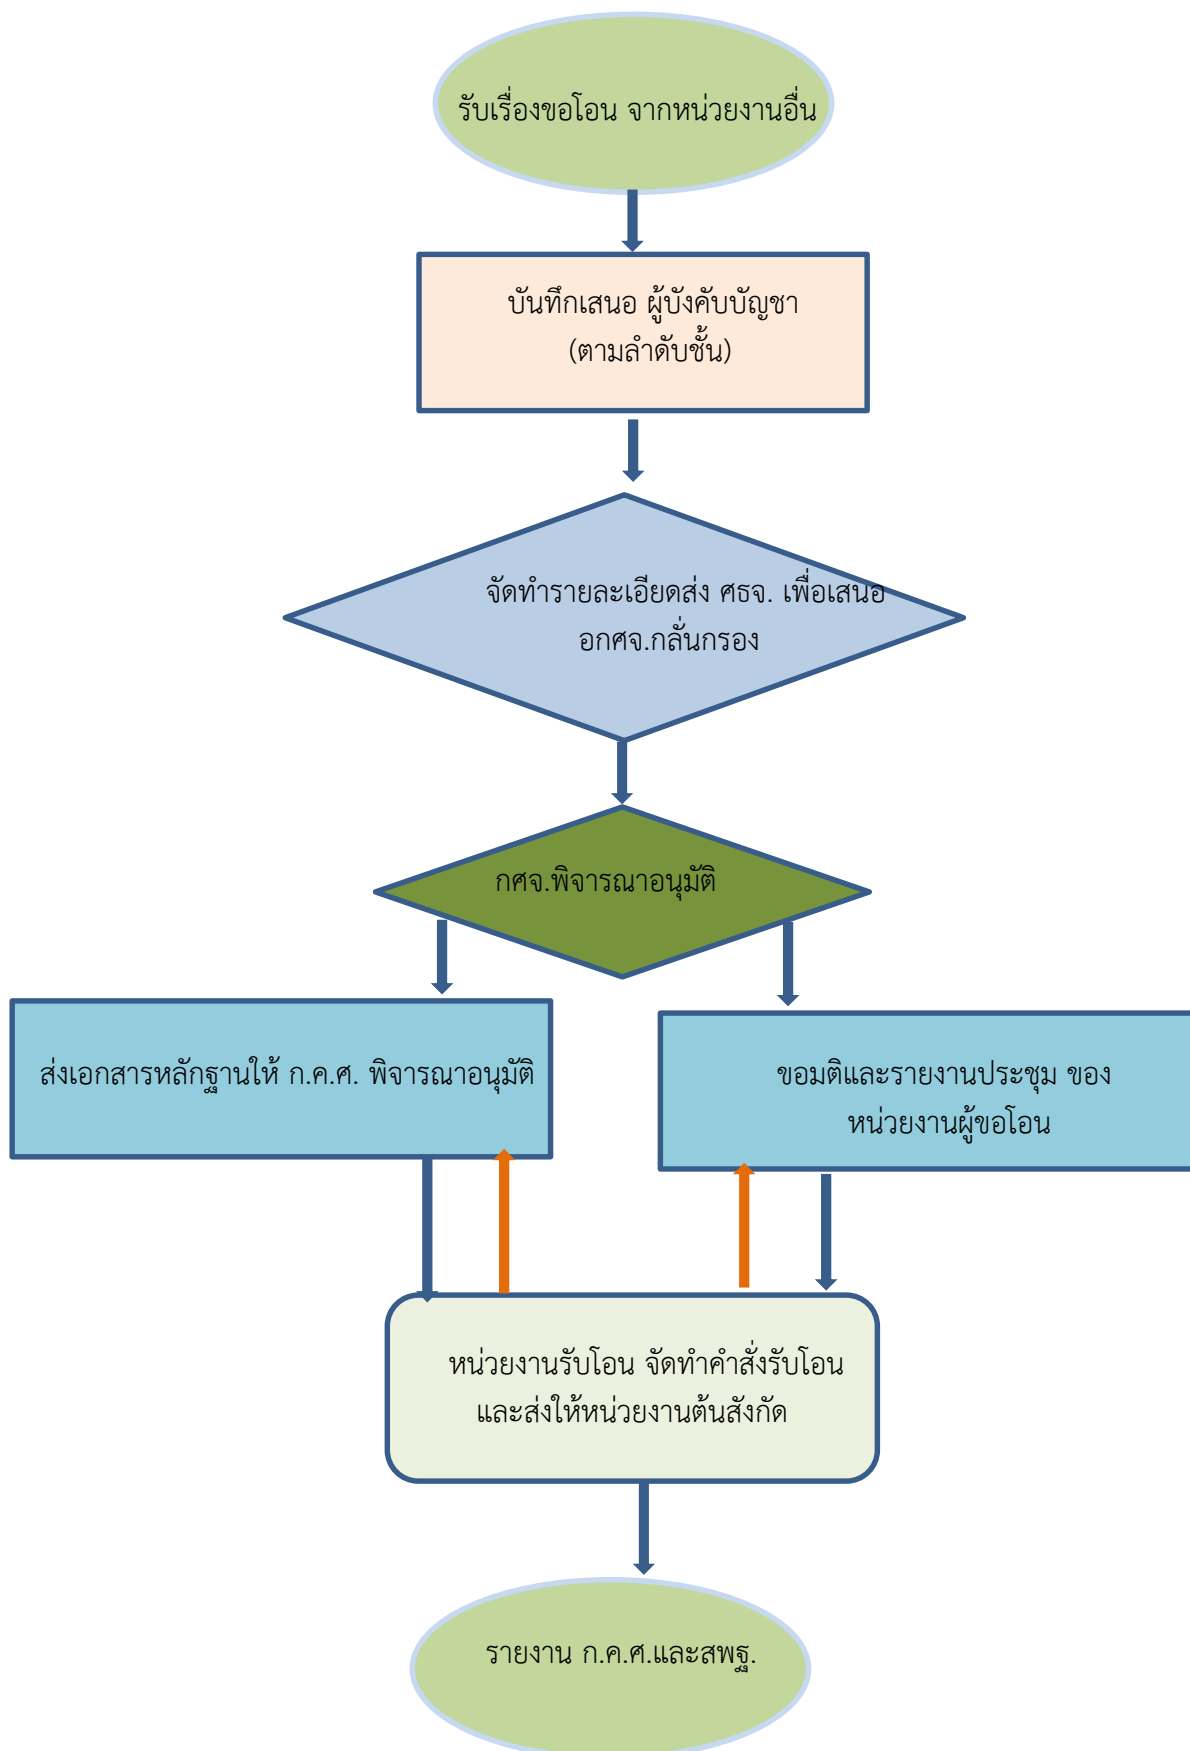 รับเรื่องขอโอน จากหน่วยงานอื่น
บันทึกเสนอ ผู้บังคับบัญชา
(ตามลำดับชั้น)
จัดทำรายละเอียดส่ง ศธจ. เพื่อเสนอ
อกศจ.กลั่นกรอง
กศจ.พิจารณาอนุมัติ
ส่งเอกสารหลักฐานให้ ก.ค.ศ. พิจารณาอนุมัติ
ขอมติและรายงานประชุม ของ
หน่วยงานผู้ขอโอน
หน่วยงานรับโอน จัดทำคำสั่งรับโอน
และส่งให้หน่วยงานต้นสังกัด
รายงาน ก.ค.ศ.และสพฐ.